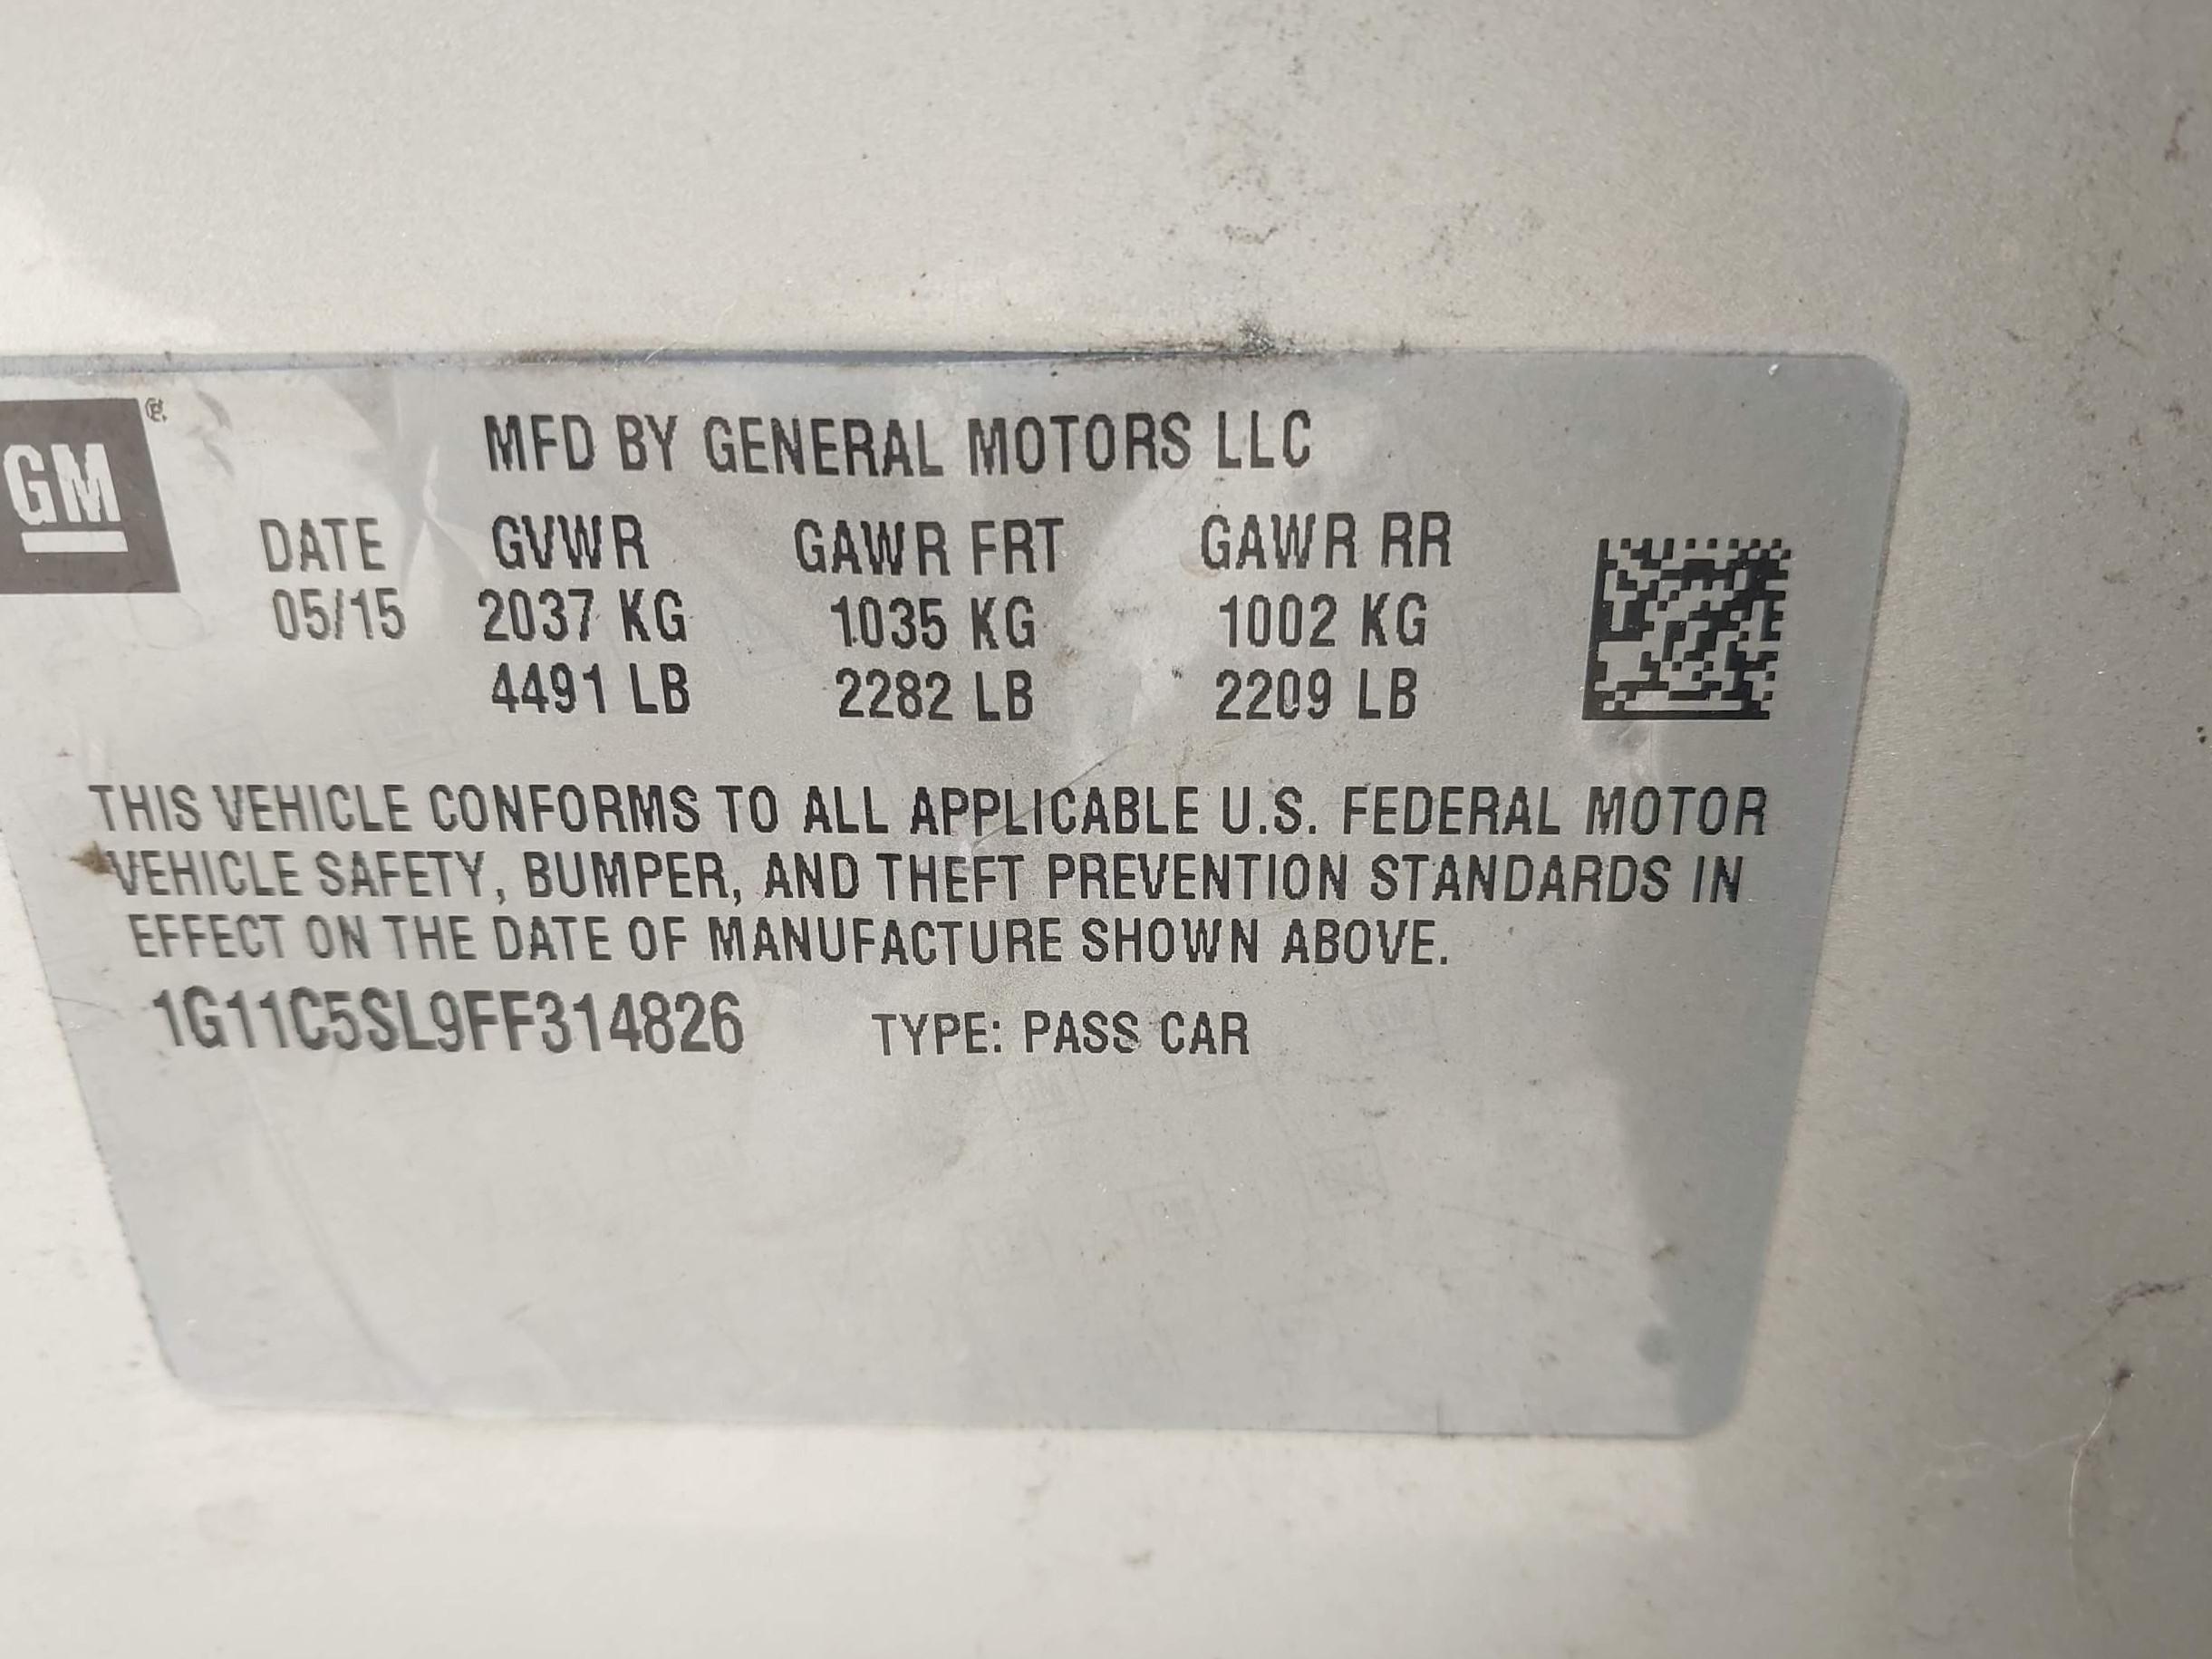 GM ®
MFD BY GENERAL MOTORS LLC
DATE GVWR GAWR FRT GAWR RR
05/15 2037 KG 1035 KG 1002 KG
4491 LB 2282 LB 2209 LB
THIS VEHICLE CONFORMS TO ALL APPLICABLE U.S. FEDERAL MOTOR
VEHICLE SAFETY, BUMPER, AND THEFT PREVENTION STANDARDS IN
EFFECT ON THE DATE OF MANUFACTURE SHOWN ABOVE.
1G11C5SL9FF314826 TYPE: PASS CAR